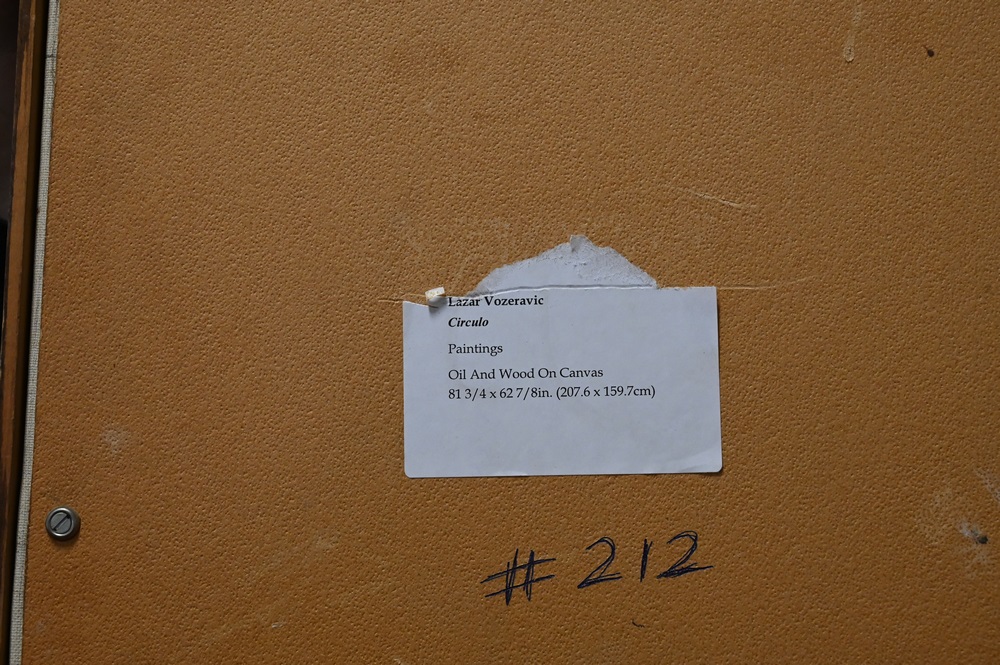 Lazar Vozeravic
Circulo
Paintings
Oil And Wood On Canvas
81 3/4 x 62 7/8in. (207.6 x 159.7cm)
# 212